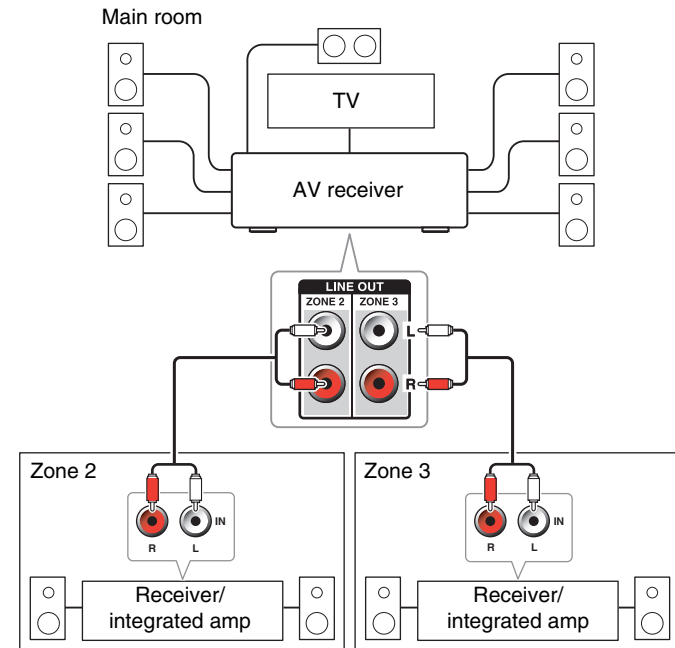 Main room
TV
AV receiver
LINE OUT
ZONE 2 ZONE 3
L
R
Zone 2
IN
R L
Receiver/
integrated amp
Zone 3
IN
R L
Receiver/
integrated amp